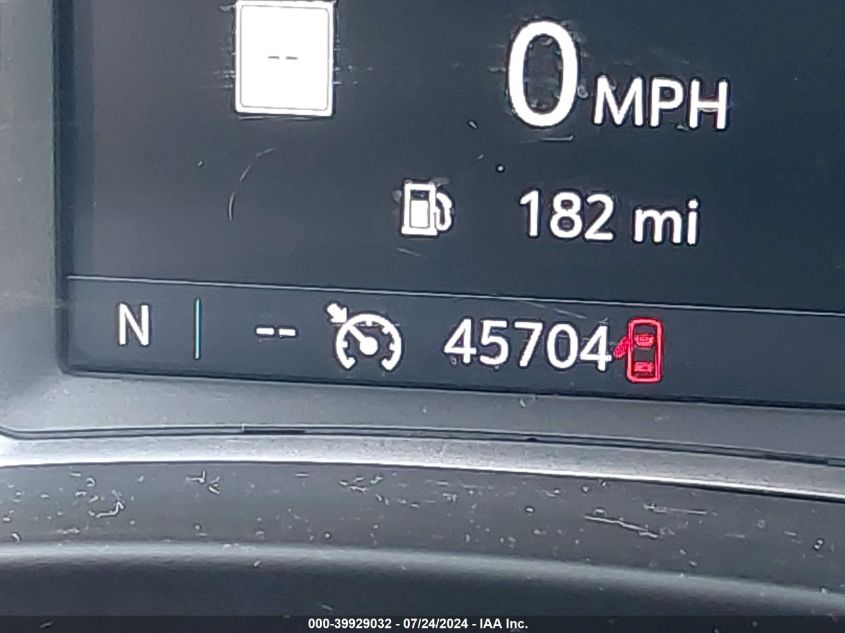 --
0 MPH
182 mi
N -- 45704
000-39929032 - 07/24/2024 - IAA Inc.